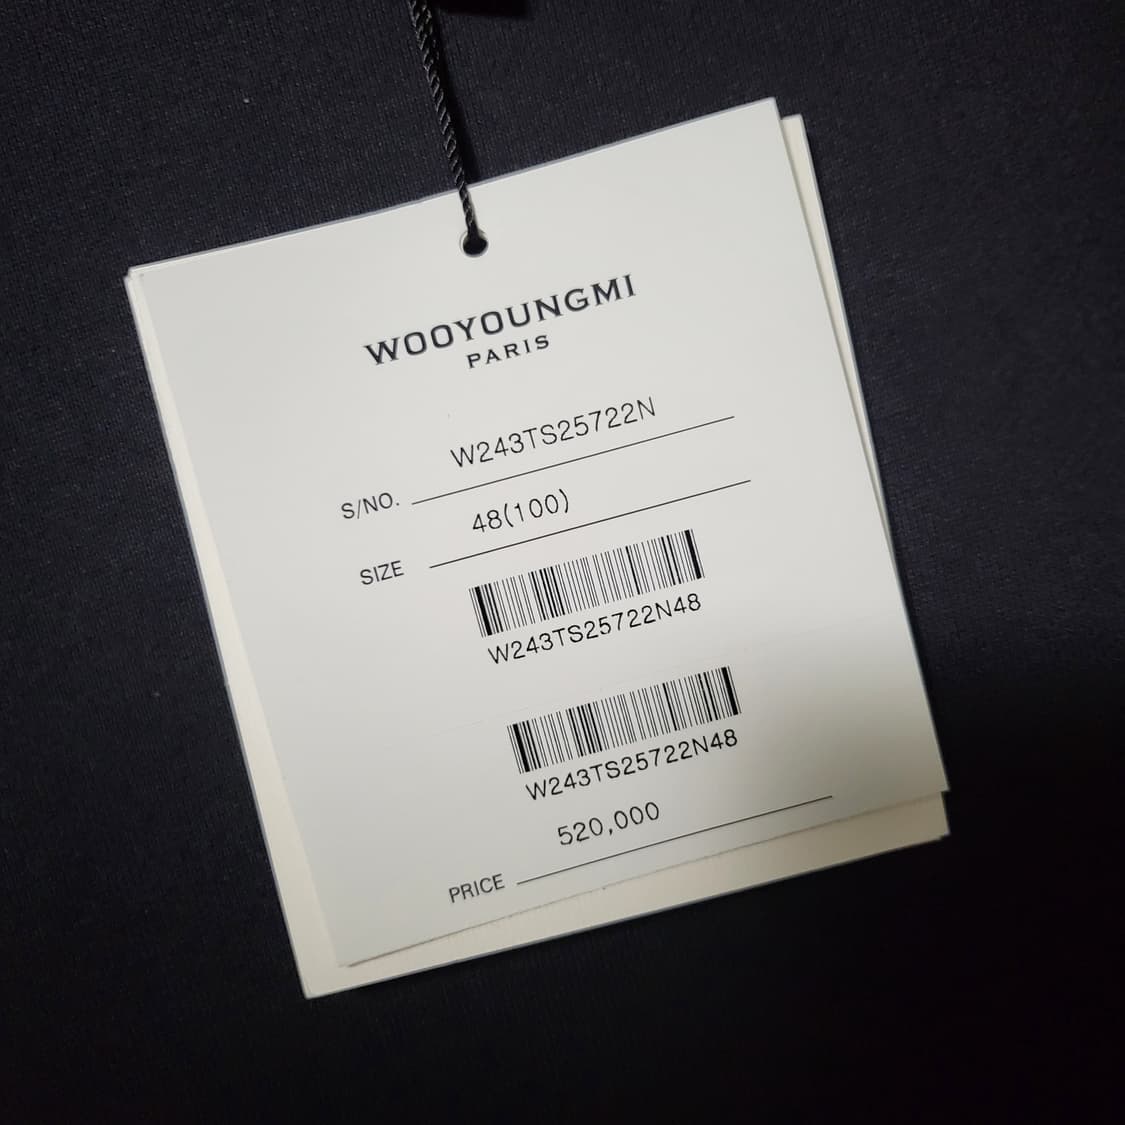 WOOYOUNGMI
PARIS
S/NO. W243TS25722N
SIZE 48(100)
W243TS25722N48
W243TS25722N48
PRICE 520,000